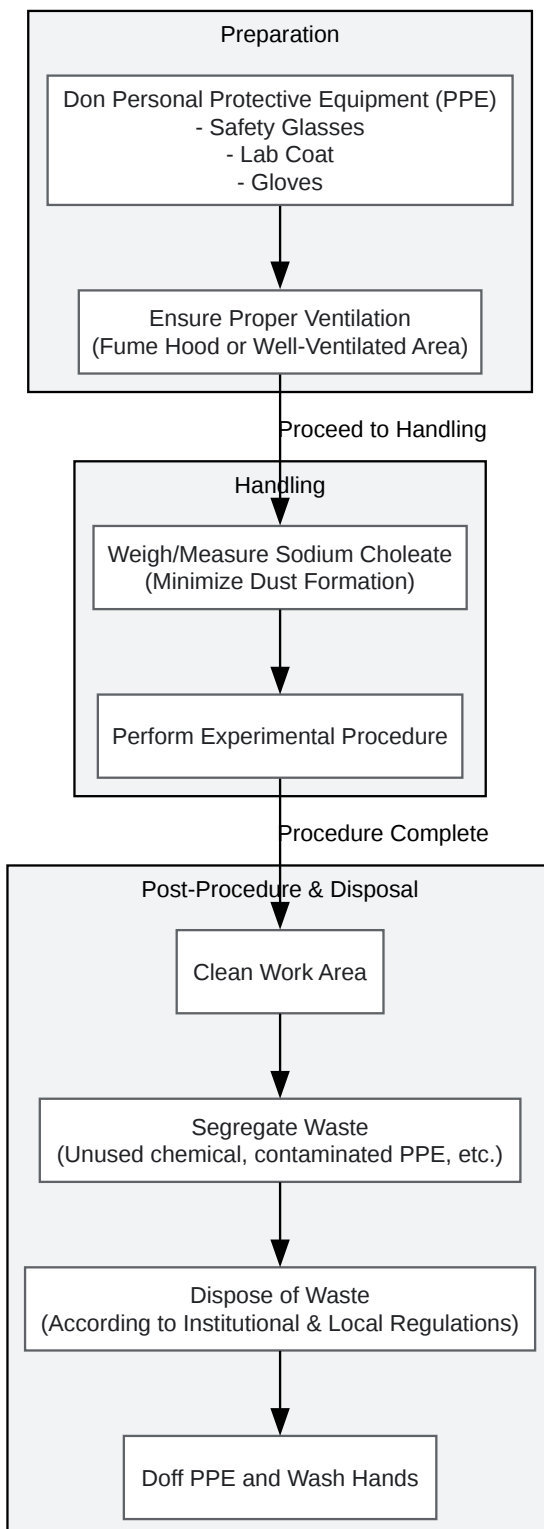 Preparation
Don Personal Protective Equipment (PPE)
- Safety Glasses
- Lab Coat
- Gloves
Ensure Proper Ventilation
(Fume Hood or Well-Ventilated Area)
Proceed to Handling
Handling
Weigh/Measure Sodium Choleate
(Minimize Dust Formation)
Perform Experimental Procedure
Procedure Complete
Post-Procedure & Disposal
Clean Work Area
Segregate Waste
(Unused chemical, contaminated PPE, etc.)
Dispose of Waste
(According to Institutional & Local Regulations)
Doff PPE and Wash Hands